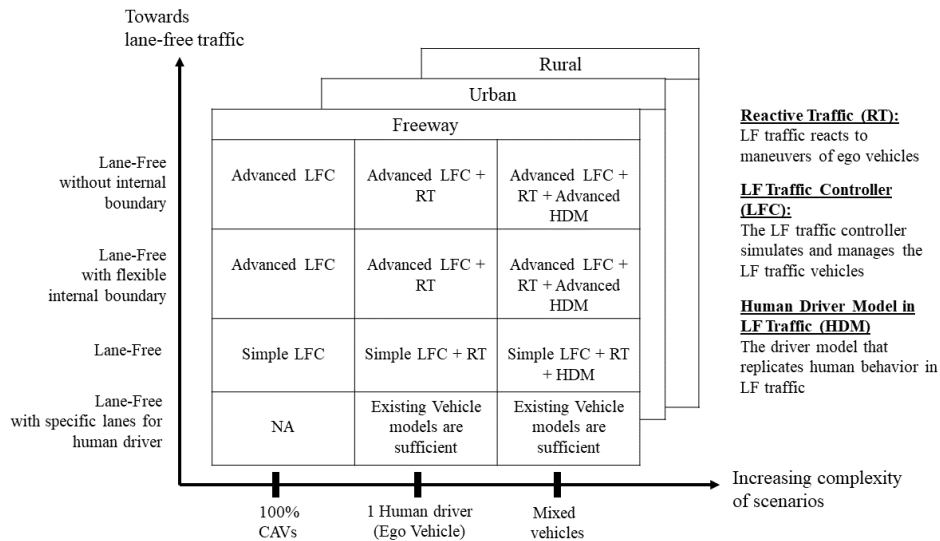 Towards
lane-free traffic
Rural
Urban
Freeway
Lane-Free
without internal
boundary
Advanced LFC
Advanced LFC +
RT
Advanced LFC +
RT + Advanced
HDM
Lane-Free
with flexible
internal boundary
Advanced LFC
Advanced LFC +
RT
Advanced LFC +
RT + Advanced
HDM
Lane-Free
Simple LFC
Simple LFC + RT
Simple LFC + RT
+ HDM
Lane-Free
with specific lanes for
human driver
NA
Existing Vehicle
models are
sufficient
Existing Vehicle
models are
sufficient
100%
CAVs
1 Human driver
(Ego Vehicle)
Mixed
vehicles
Increasing complexity
of scenarios
Reactive Traffic (RT):
LF traffic reacts to
maneuvers of ego vehicles
LF Traffic Controller
(LFC):
The LF traffic controller
simulates and manages the
LF traffic vehicles
Human Driver Model in
LF Traffic (HDM)
The driver model that
replicates human behavior in
LF traffic